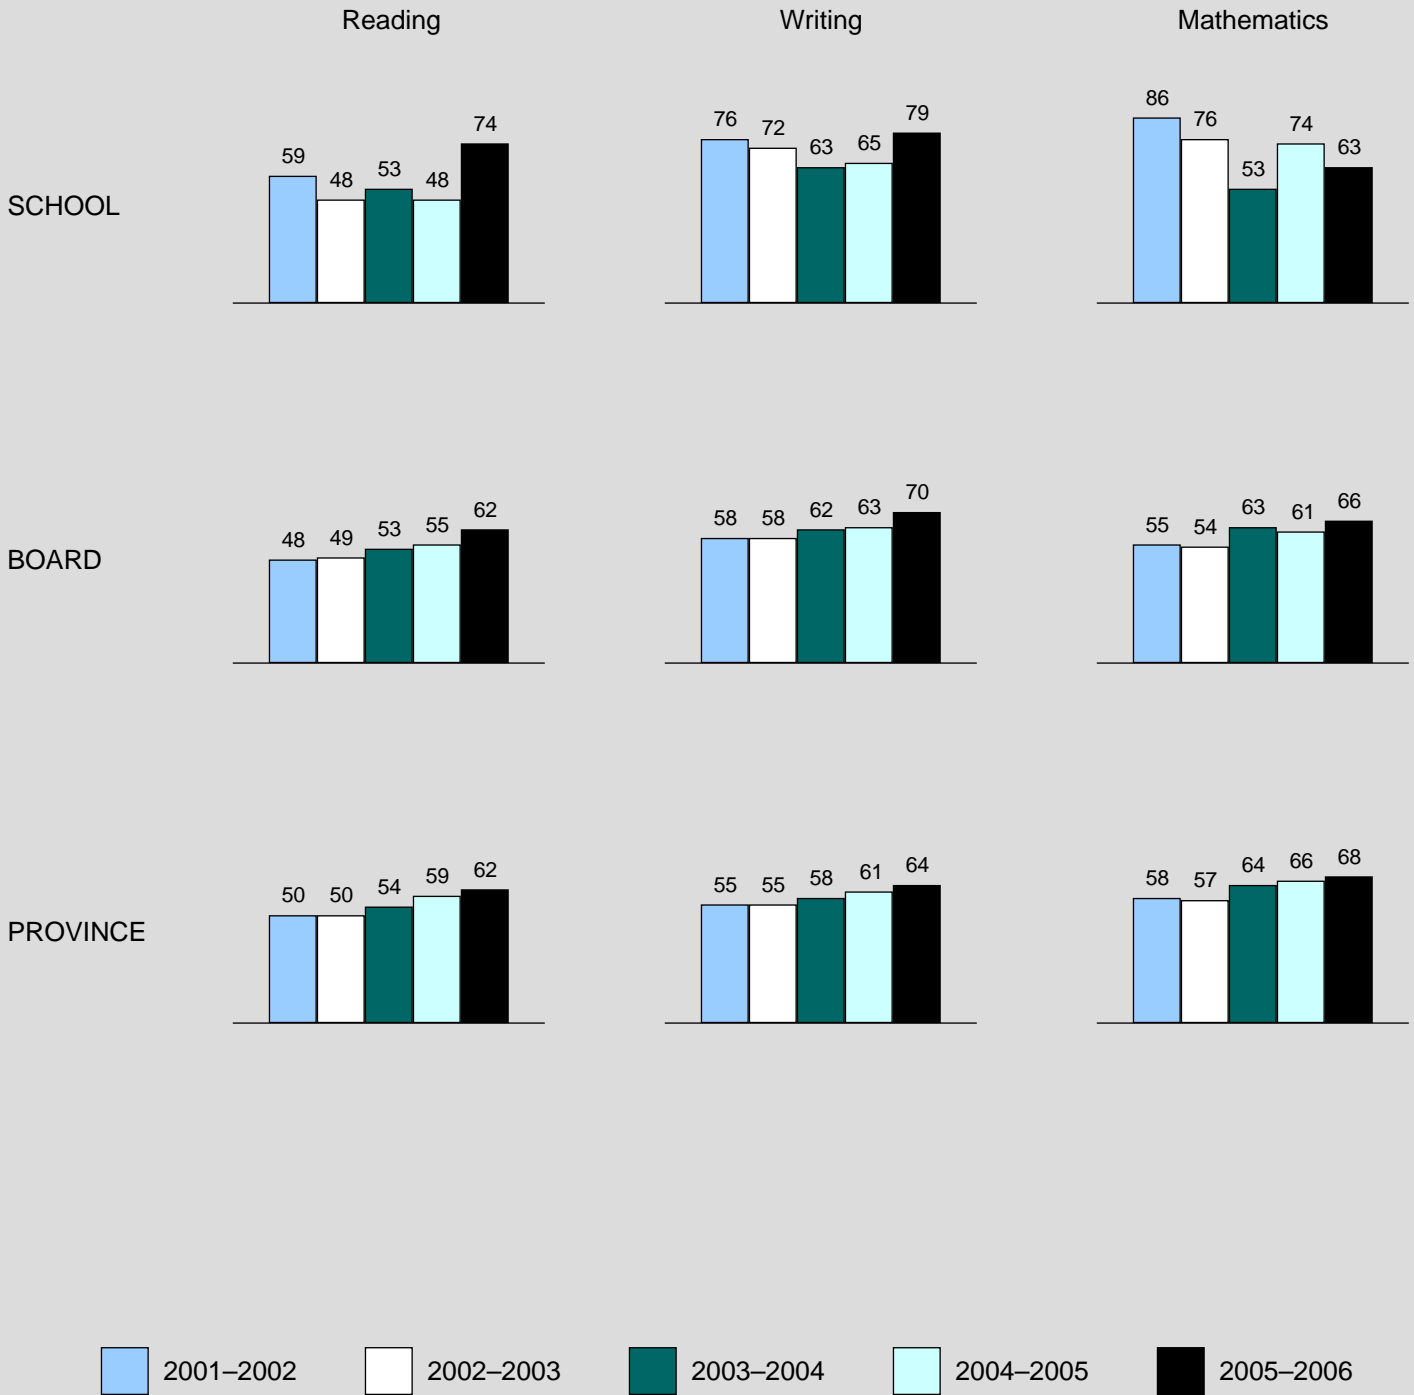 Reading Writing Mathematics
SCHOOL
59 48 53 48 74
76 72 63 65 79
86 76 53 74 63
BOARD
48 49 53 55 62
58 58 62 63 70
55 54 63 61 66
PROVINCE
50 50 54 59 62
55 55 58 61 64
58 57 64 66 68
2001–2002 2002–2003 2003–2004 2004–2005 2005–2006